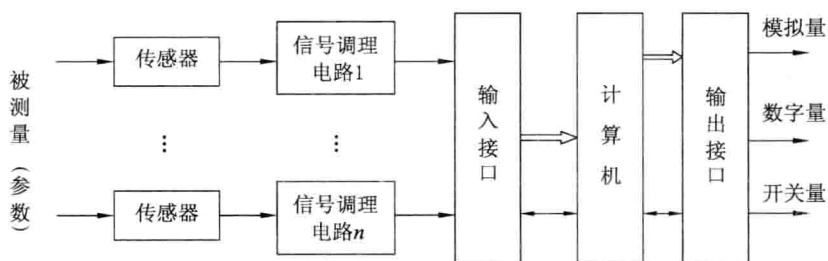 被测量(参数)
传感器
信号调理
电路1
⋮
⋮
传感器
信号调理
电路n
输入接口
计算机
输出接口
模拟量
数字量
开关量